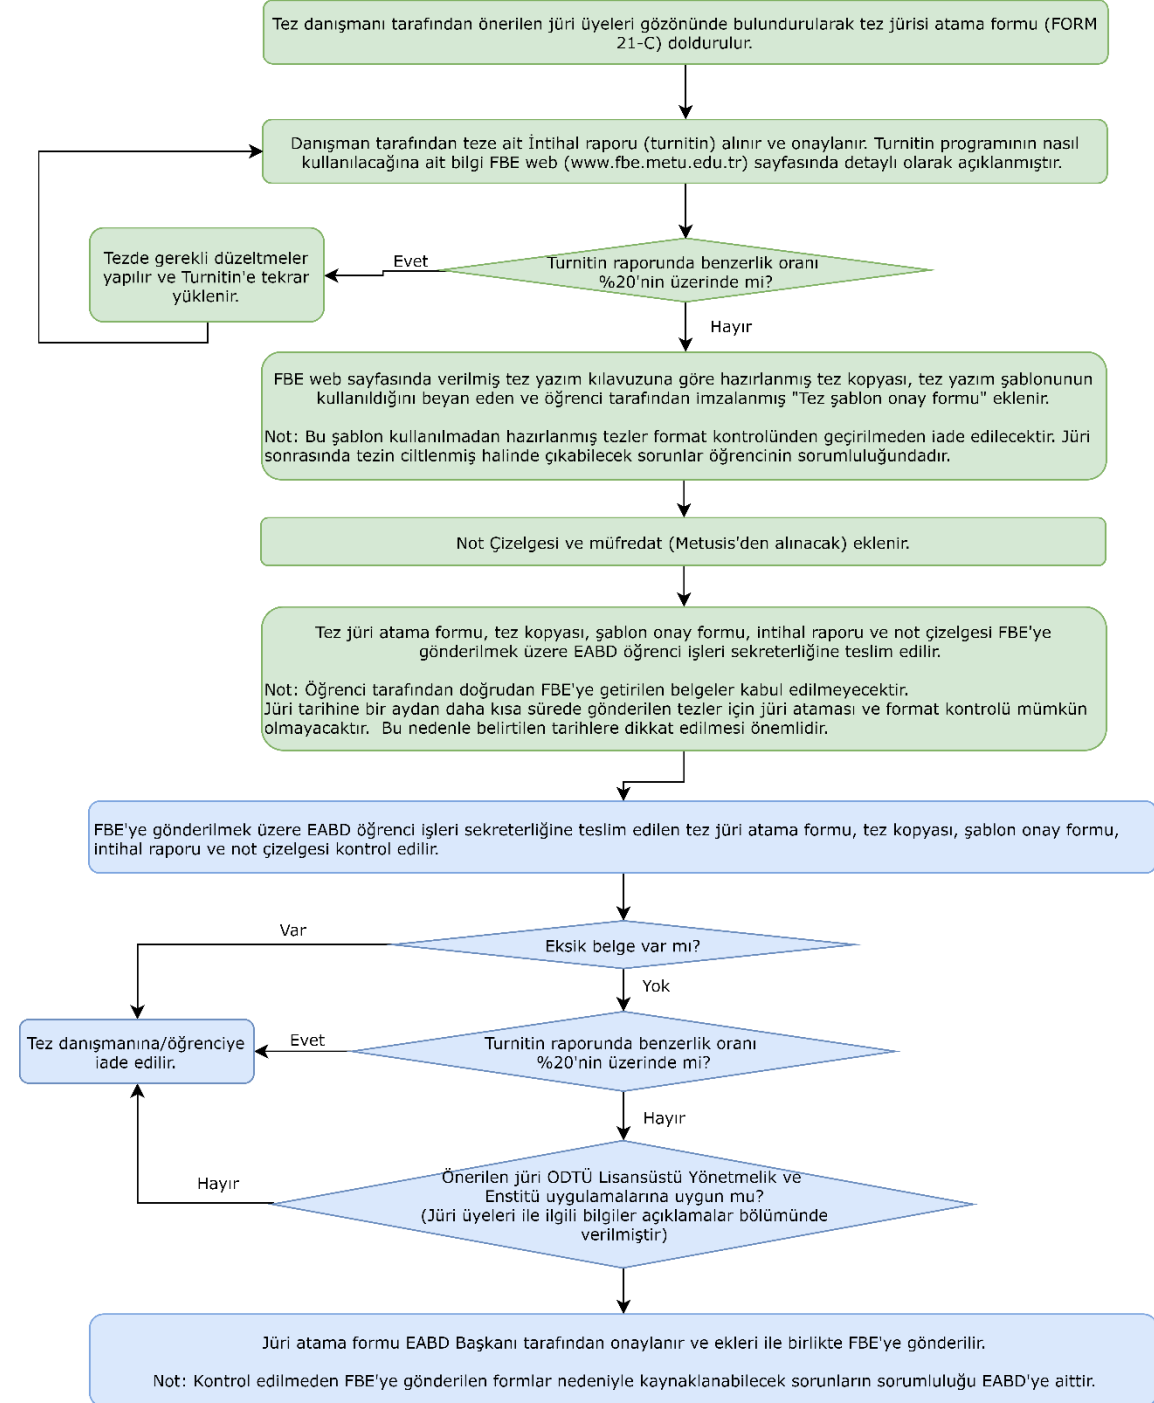 Tez danışmanı tarafından önerilen jüri üyeleri gözönünde bulundurularak tez jürisi atama formu (FORM
21-C) doldurulur.
Danışman tarafından teze ait İntihal raporu (turnitin) alınır ve onaylanır. Turnitin programının nasıl
kullanılacağına ait bilgi FBE web (www.fbe.metu.edu.tr) sayfasında detaylı olarak açıklanmıştır.
Tezde gerekli düzeltmeler
yapılır ve Turnitin'e tekrar
yüklenir.
Evet
Turnitin raporunda benzerlik oranı
%20'nin üzerinde mi?
Hayır
FBE web sayfasında verilmiş tez yazım kılavuzuna göre hazırlanmış tez kopyası, tez yazım şablonunun
kullanıldığını beyan eden ve öğrenci tarafından imzalanmış "Tez şablon onay formu" eklenir.
Not: Bu şablon kullanılmadan hazırlanmış tezler format kontrolünden geçirilmeden iade edilecektir. Jüri
sonrasında tezin ciltlenmiş halinde çıkabilecek sorunlar öğrencinin sorumluluğundadır.
Not Çizelgesi ve müfredat (Metusis'den alınacak) eklenir.
Tez jüri atama formu, tez kopyası, şablon onay formu, intihal raporu ve not çizelgesi FBE'ye
gönderilmek üzere EABD öğrenci işleri sekreterliğine teslim edilir.
Not: Öğrenci tarafından doğrudan FBE'ye getirilen belgeler kabul edilmeyecektir.
Jüri tarihine bir aydan daha kısa sürede gönderilen tezler için jüri ataması ve format kontrolü mümkün
olmayacaktır.  Bu nedenle belirtilen tarihlere dikkat edilmesi önemlidir.
FBE'ye gönderilmek üzere EABD öğrenci işleri sekreterliğine teslim edilen tez jüri atama formu, tez kopyası, şablon onay formu,
intihal raporu ve not çizelgesi kontrol edilir.
Var
Eksik belge var mı?
Yok
Tez danışmanına/öğrenciye
iade edilir.
Evet
Turnitin raporunda benzerlik oranı
%20'nin üzerinde mi?
Hayır
Hayır
Önerilen jüri ODTÜ Lisansüstü Yönetmelik ve
Enstitü uygulamalarına uygun mu?
(Jüri üyeleri ile ilgili bilgiler açıklamalar bölümünde
verilmiştir)
Jüri atama formu EABD Başkanı tarafından onaylanır ve ekleri ile birlikte FBE'ye gönderilir.
Not: Kontrol edilmeden FBE'ye gönderilen formlar nedeniyle kaynaklanabilecek sorunların sorumluluğu EABD'ye aittir.